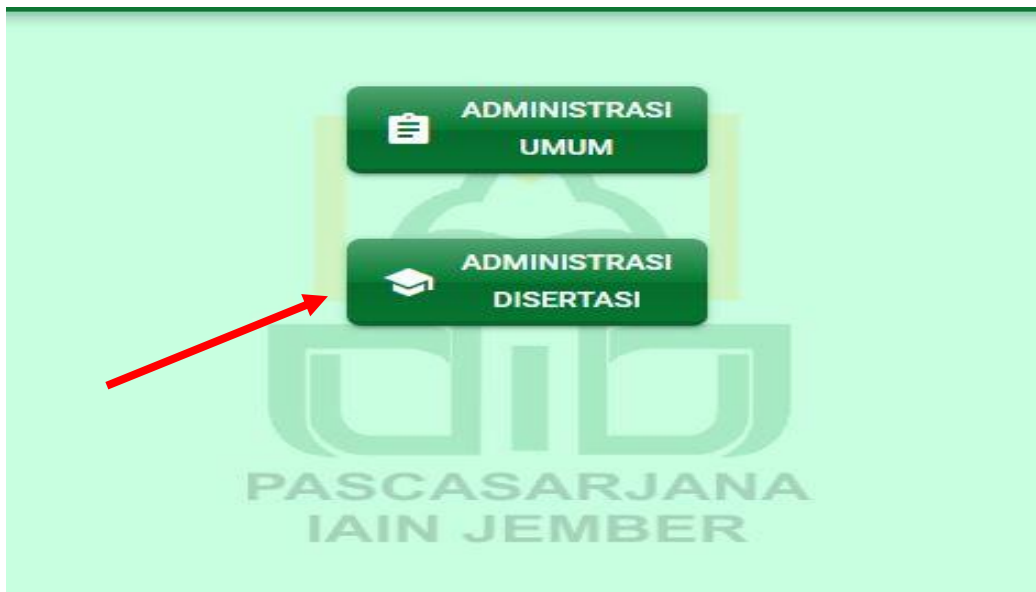 ADMINISTRASI
UMUM
ADMINISTRASI
DISERTASI
PASCASARJANA
IAIN JEMBER